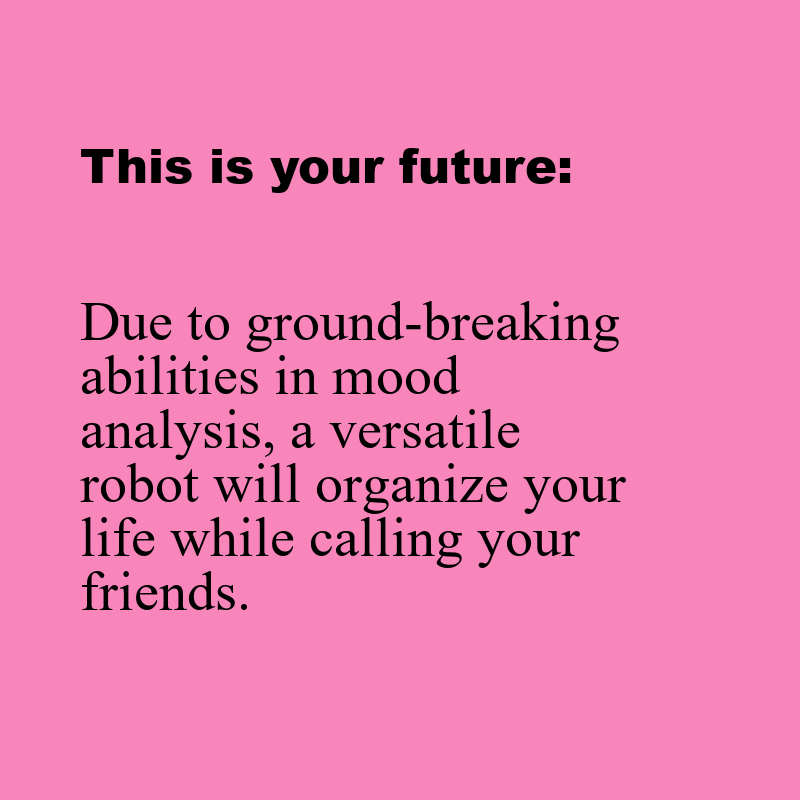 This is your future:
Due to ground-breaking
abilities in mood
analysis, a versatile
robot will organize your
life while calling your
friends.